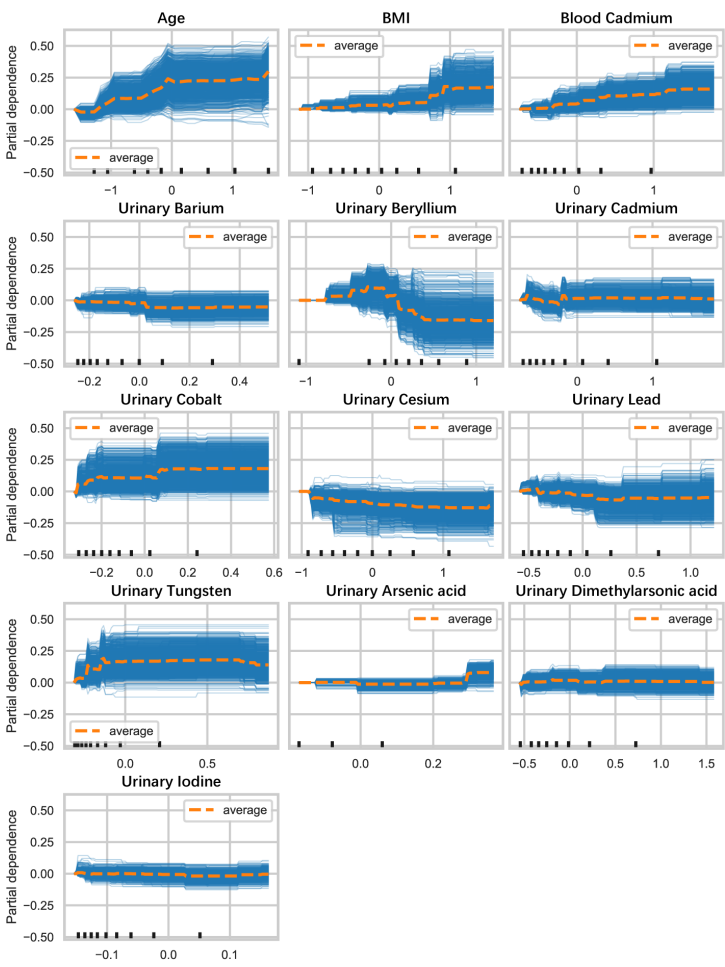 Age BMI Blood Cadmium
Partial dependence
0.50
0.25
0.00
−0.25
−0.50
average
average
average
−1 0 1
−1 0 1
0 1
Urinary Barium Urinary Beryllium Urinary Cadmium
Partial dependence
0.50
0.25
0.00
−0.25
−0.50
average
average
average
−0.2 0.0 0.2 0.4
−1 0 1
0 1
Urinary Cobalt Urinary Cesium Urinary Lead
Partial dependence
0.50
0.25
0.00
−0.25
−0.50
average
average
average
−0.2 0.0 0.2 0.4 0.6
−1 0 1
−0.5 0.0 0.5 1.0
Urinary Tungsten Urinary Arsenic acid Urinary Dimethylarsonic acid
Partial dependence
0.50
0.25
0.00
−0.25
−0.50
average
average
average
0.0 0.5
0.0 0.2
−0.5 0.0 0.5 1.0 1.5
Urinary Iodine
Partial dependence
0.50
0.25
0.00
−0.25
−0.50
average
−0.1 0.0 0.1